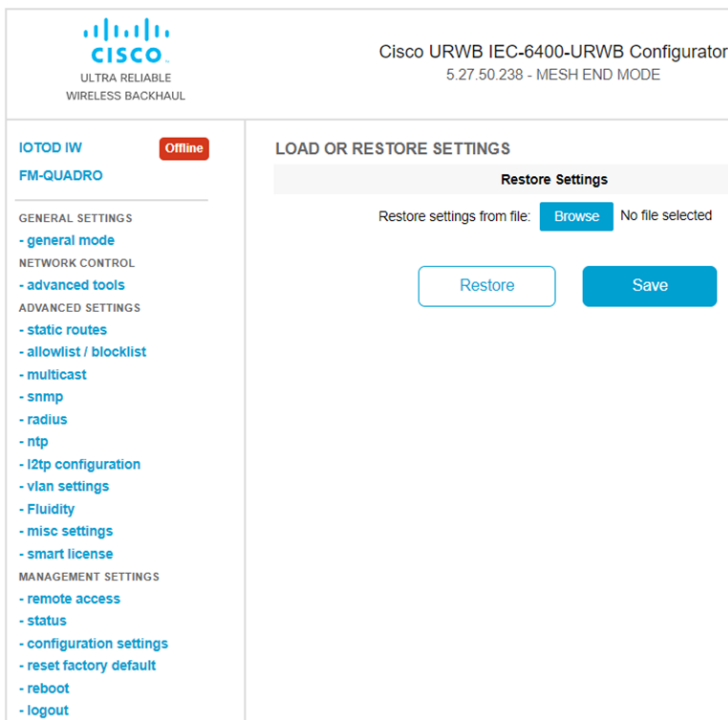 CISCO
ULTRA RELIABLE
WIRELESS BACKHAUL
Cisco URWB IEC-6400-URWB Configurator
5.27.50.238 - MESH END MODE
IOTOD IW Offline
FM-QUADRO
GENERAL SETTINGS
- general mode
NETWORK CONTROL
- advanced tools
ADVANCED SETTINGS
- static routes
- allowlist / blocklist
- multicast
- snmp
- radius
- ntp
- l2tp configuration
- vlan settings
- Fluidity
- misc settings
- smart license
MANAGEMENT SETTINGS
- remote access
- status
- configuration settings
- reset factory default
- reboot
- logout
LOAD OR RESTORE SETTINGS
Restore Settings
Restore settings from file: Browse No file selected
Restore Save